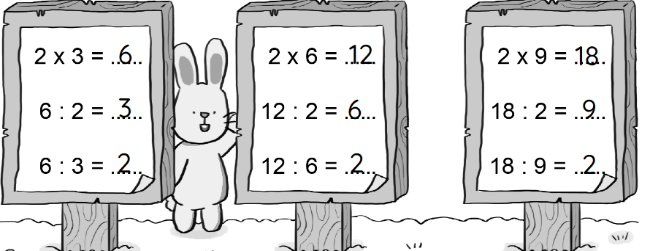 2 x 3 = ..6..
6 : 2 = ..3...
6 : 3 = ..2...
2 x 6 = .12.
12 : 2 = .6....
12 : 6 = ..2...
2 x 9 = 18.
18 : 2 = ..9...
18 : 9 = ..2...